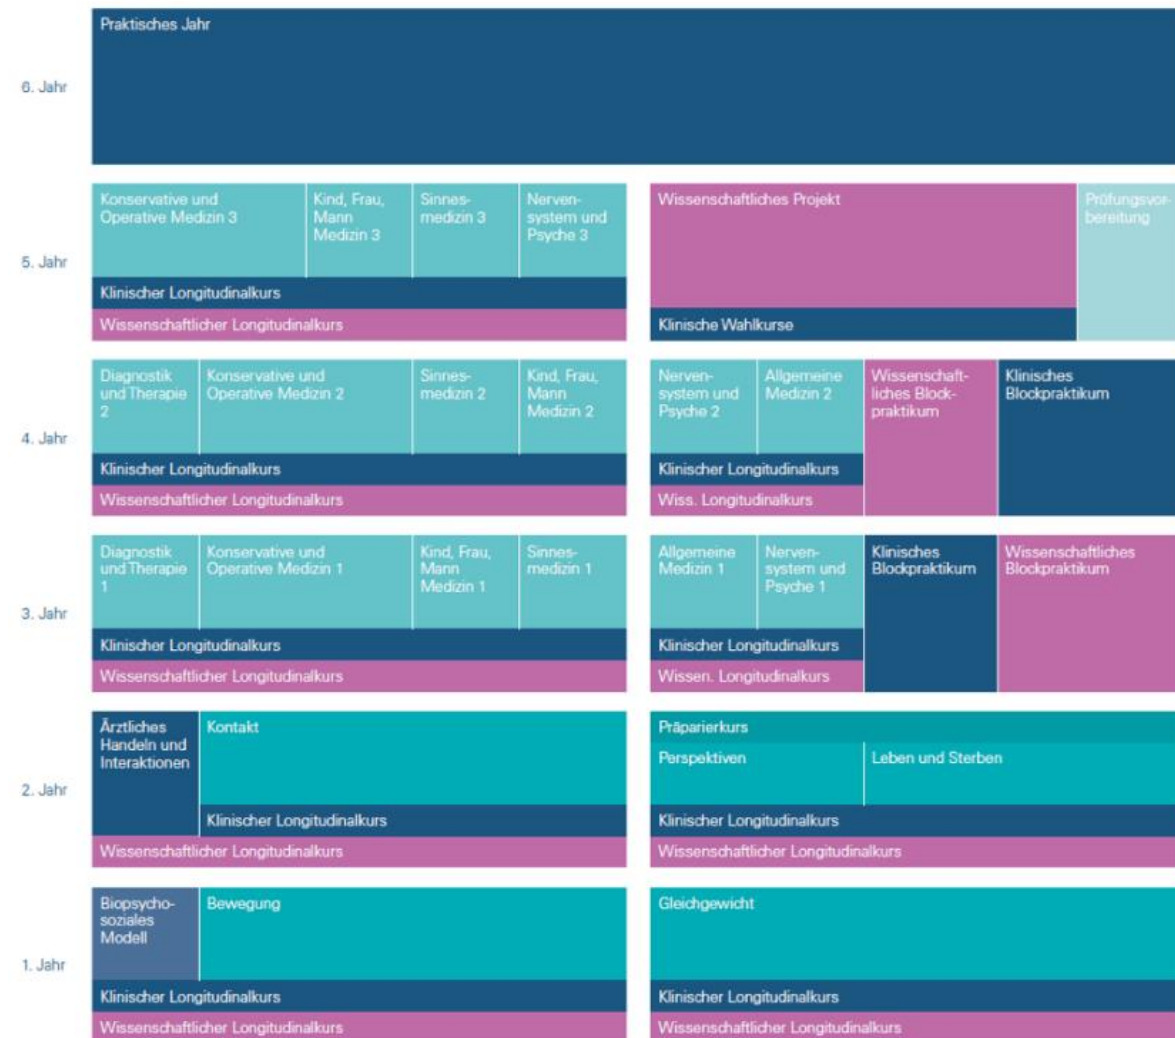 Praktisches Jahr
6. Jahr
Konservative und
Operative Medizin 3
Kind, Frau,
Mann
Medizin 3
Sinnes-
medizin 3
Nerven-
system und
Psyche 3
Wissenschaftliches Projekt
Prüfungsvor-
bereitung
5. Jahr
Klinischer Longitudinalkurs
Wissenschaftlicher Longitudinalkurs
Klinische Wahlkurse
Diagnostik
und Therapie
2
Konservative und
Operative Medizin 2
Sinnes-
medizin 2
Kind, Frau,
Mann
Medizin 2
Nerven-
system und
Psyche 2
Allgemeine
Medizin 2
Wissenschaft-
liches Block-
praktikum
Klinisches
Blockpraktikum
4. Jahr
Klinischer Longitudinalkurs
Wissenschaftlicher Longitudinalkurs
Klinischer Longitudinalkurs
Wiss. Longitudinalkurs
Diagnostik
und Therapie
1
Konservative und
Operative Medizin 1
Kind, Frau,
Mann
Medizin 1
Sinnes-
medizin 1
Allgemeine
Medizin 1
Nerven-
system und
Psyche 1
Klinisches
Blockpraktikum
Wissenschaftliches
Blockpraktikum
3. Jahr
Klinischer Longitudinalkurs
Wissenschaftlicher Longitudinalkurs
Klinischer Longitudinalkurs
Wissen. Longitudinalkurs
Ärztliches
Handeln und
Interaktionen
Kontakt
Präparierkurs
Perspektiven
Leben und Sterben
2. Jahr
Klinischer Longitudinalkurs
Wissenschaftlicher Longitudinalkurs
Klinischer Longitudinalkurs
Wissenschaftlicher Longitudinalkurs
Biopsycho-
soziales
Modell
Bewegung
Gleichgewicht
1. Jahr
Klinischer Longitudinalkurs
Wissenschaftlicher Longitudinalkurs
Klinischer Longitudinalkurs
Wissenschaftlicher Longitudinalkurs